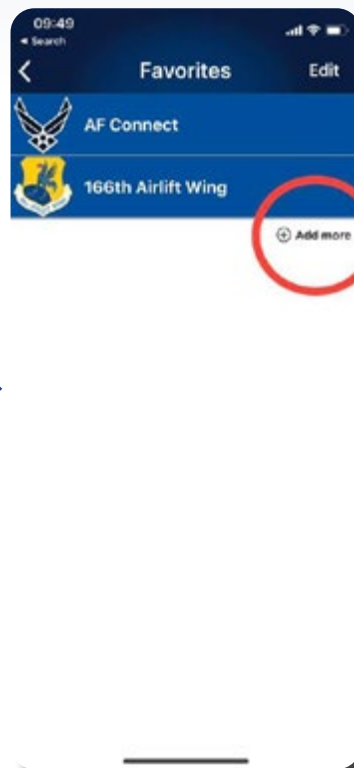 09:49
◂ Search
Favorites
Edit
AF Connect
166th Airlift Wing
Add more